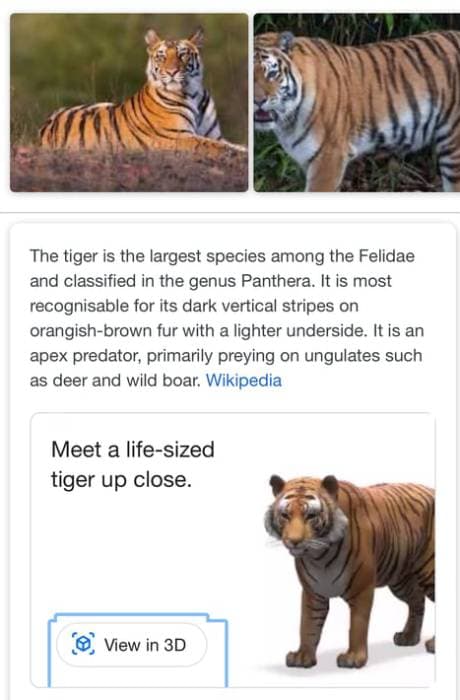 The tiger is the largest species among the Felidae
and classified in the genus Panthera. It is most
recognisable for its dark vertical stripes on
orangish-brown fur with a lighter underside. It is an
apex predator, primarily preying on ungulates such
as deer and wild boar. Wikipedia
Meet a life-sized
tiger up close.
View in 3D